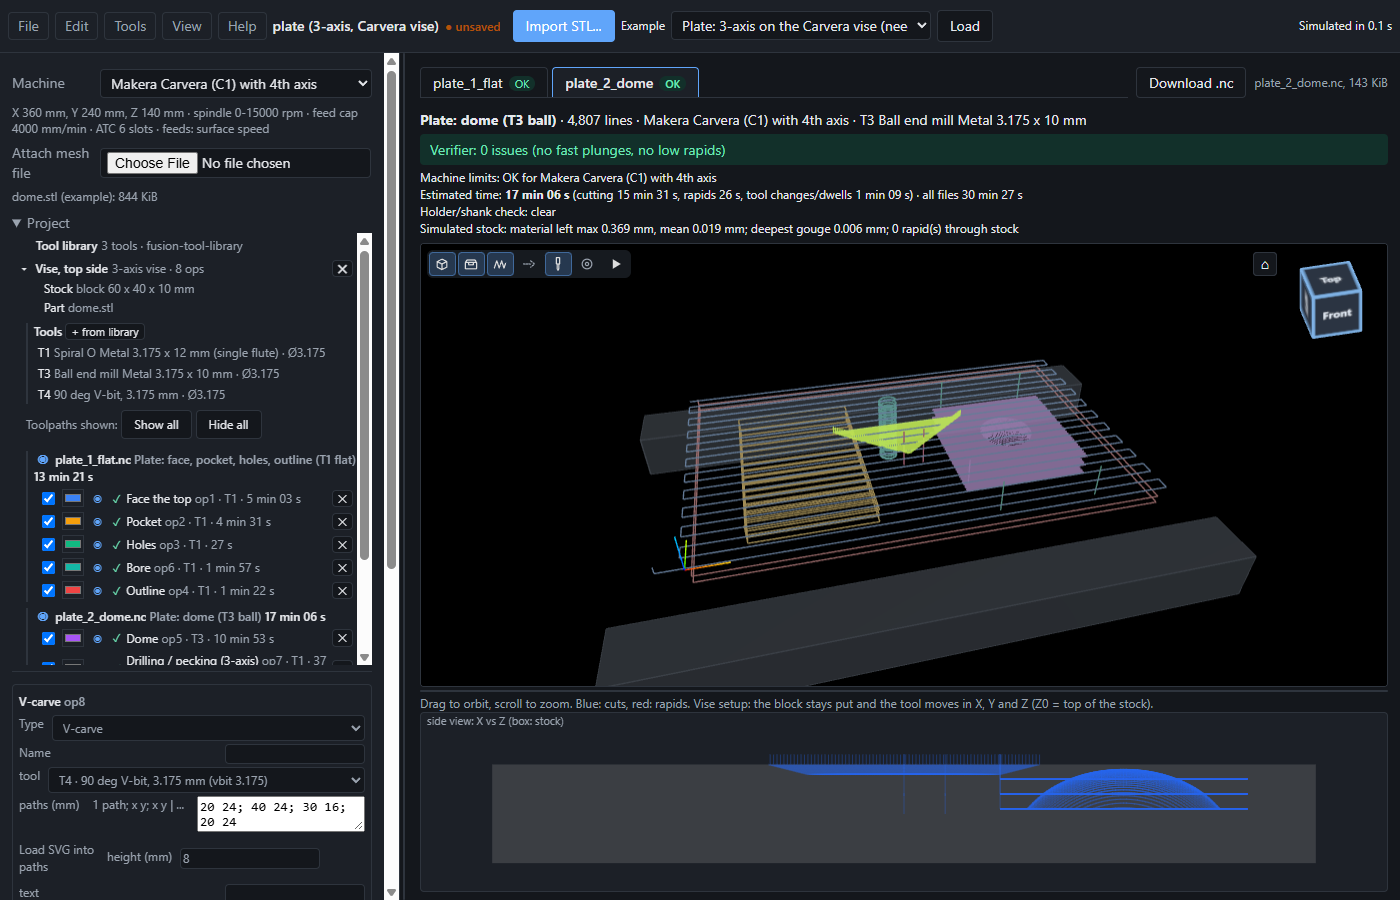 File Edit Tools View Help plate (3-axis, Carvera vise) ● unsaved Import STL... Example Plate: 3-axis on the Carvera vise (nee Load Simulated in 0.1 s
Machine Makera Carvera (C1) with 4th axis
X 360 mm, Y 240 mm, Z 140 mm · spindle 0-15000 rpm · feed cap
4000 mm/min · ATC 6 slots · feeds: surface speed
Attach mesh file Choose File No file chosen
dome.stl (example): 844 KiB
▼ Project
Tool library 3 tools · fusion-tool-library
Vise, top side 3-axis vise · 8 ops
Stock block 60 x 40 x 10 mm
Part dome.stl
Tools + from library
T1 Spiral O Metal 3.175 x 12 mm (single flute) · Ø3.175
T3 Ball end mill Metal 3.175 x 10 mm · Ø3.175
T4 90 deg V-bit, 3.175 mm · Ø3.175
Toolpaths shown: Show all Hide all
plate_1_flat.nc Plate: face, pocket, holes, outline (T1 flat)
13 min 21 s
✓ Face the top op1 · T1 · 5 min 03 s
✓ Pocket op2 · T1 · 4 min 31 s
✓ Holes op3 · T1 · 27 s
✓ Bore op6 · T1 · 1 min 57 s
✓ Outline op4 · T1 · 1 min 22 s
plate_2_dome.nc Plate: dome (T3 ball) 17 min 06 s
✓ Dome op5 · T3 · 10 min 53 s
Drilling / pecking (3-axis) op7 · T1 · 37
V-carve op8
Type V-carve
Name
tool T4 · 90 deg V-bit, 3.175 mm (vbit 3.175)
paths (mm) 1 path; x y; x y | ... 20 24; 40 24; 30 16;
20 24
Load SVG into paths height (mm) 8
text
plate_1_flat OK plate_2_dome OK Download .nc plate_2_dome.nc, 143 KiB
Plate: dome (T3 ball) · 4,807 lines · Makera Carvera (C1) with 4th axis · T3 Ball end mill Metal 3.175 x 10 mm
Verifier: 0 issues (no fast plunges, no low rapids)
Machine limits: OK for Makera Carvera (C1) with 4th axis
Estimated time: 17 min 06 s (cutting 15 min 31 s, rapids 26 s, tool changes/dwells 1 min 09 s) · all files 30 min 27 s
Holder/shank check: clear
Simulated stock: material left max 0.369 mm, mean 0.019 mm; deepest gouge 0.006 mm; 0 rapid(s) through stock
Top
Front
Drag to orbit, scroll to zoom. Blue: cuts, red: rapids. Vise setup: the block stays put and the tool moves in X, Y and Z (Z0 = top of the stock).
side view: X vs Z (box: stock)